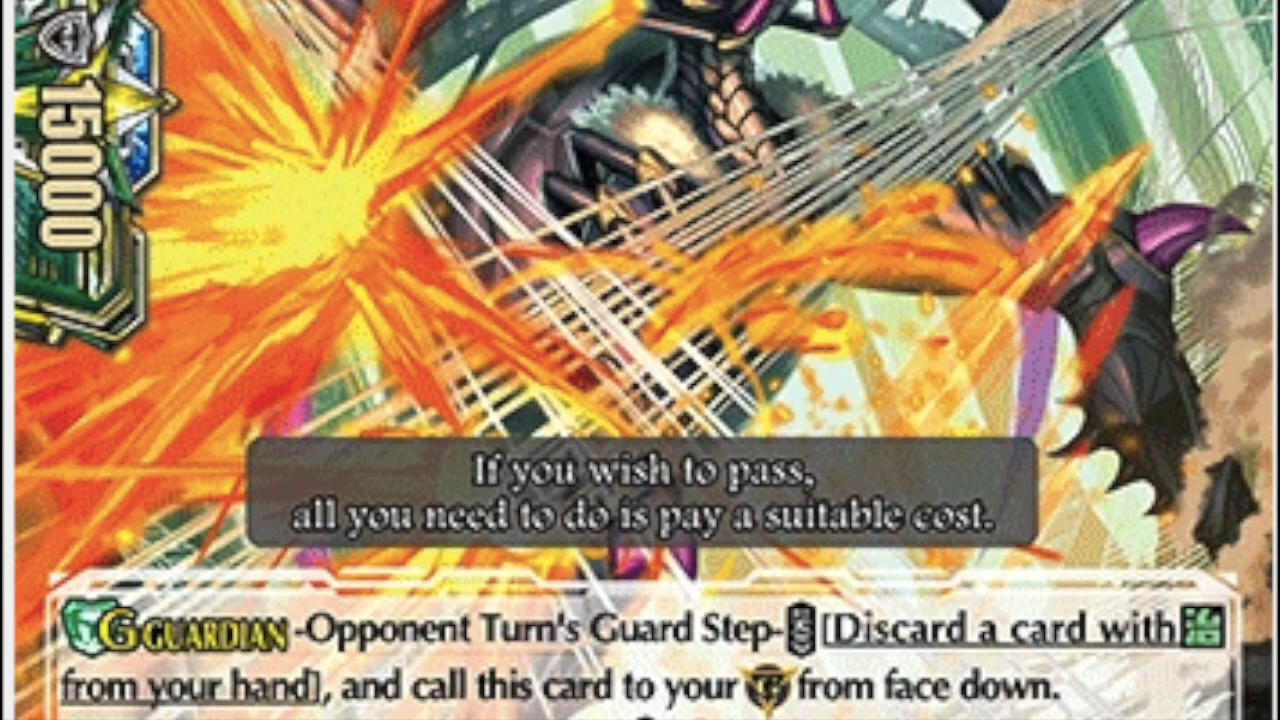 15000
If you wish to pass,
all you need to do is pay a suitable cost.
G GUARDIAN -Opponent Turn's Guard Step- [Discard a card with
from your hand], and call this card to your G from face down.